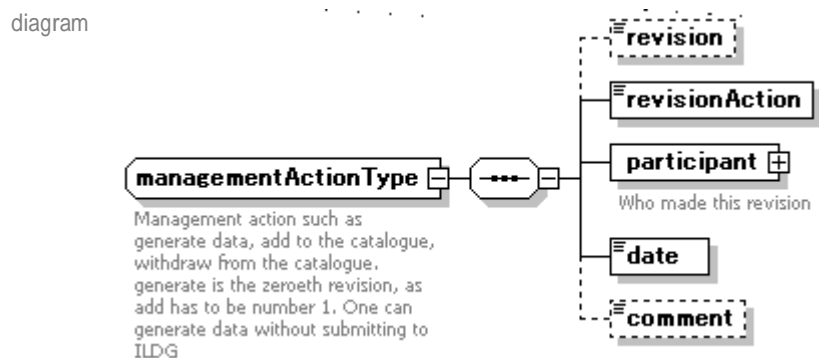 diagram
revision
revisionAction
managementActionType
participant
Who made this revision
Management action such as
generate data, add to the catalogue,
withdraw from the catalogue.
generate is the zeroeth revision, as
add has to be number 1. One can
generate data without submitting to
ILDG
date
comment